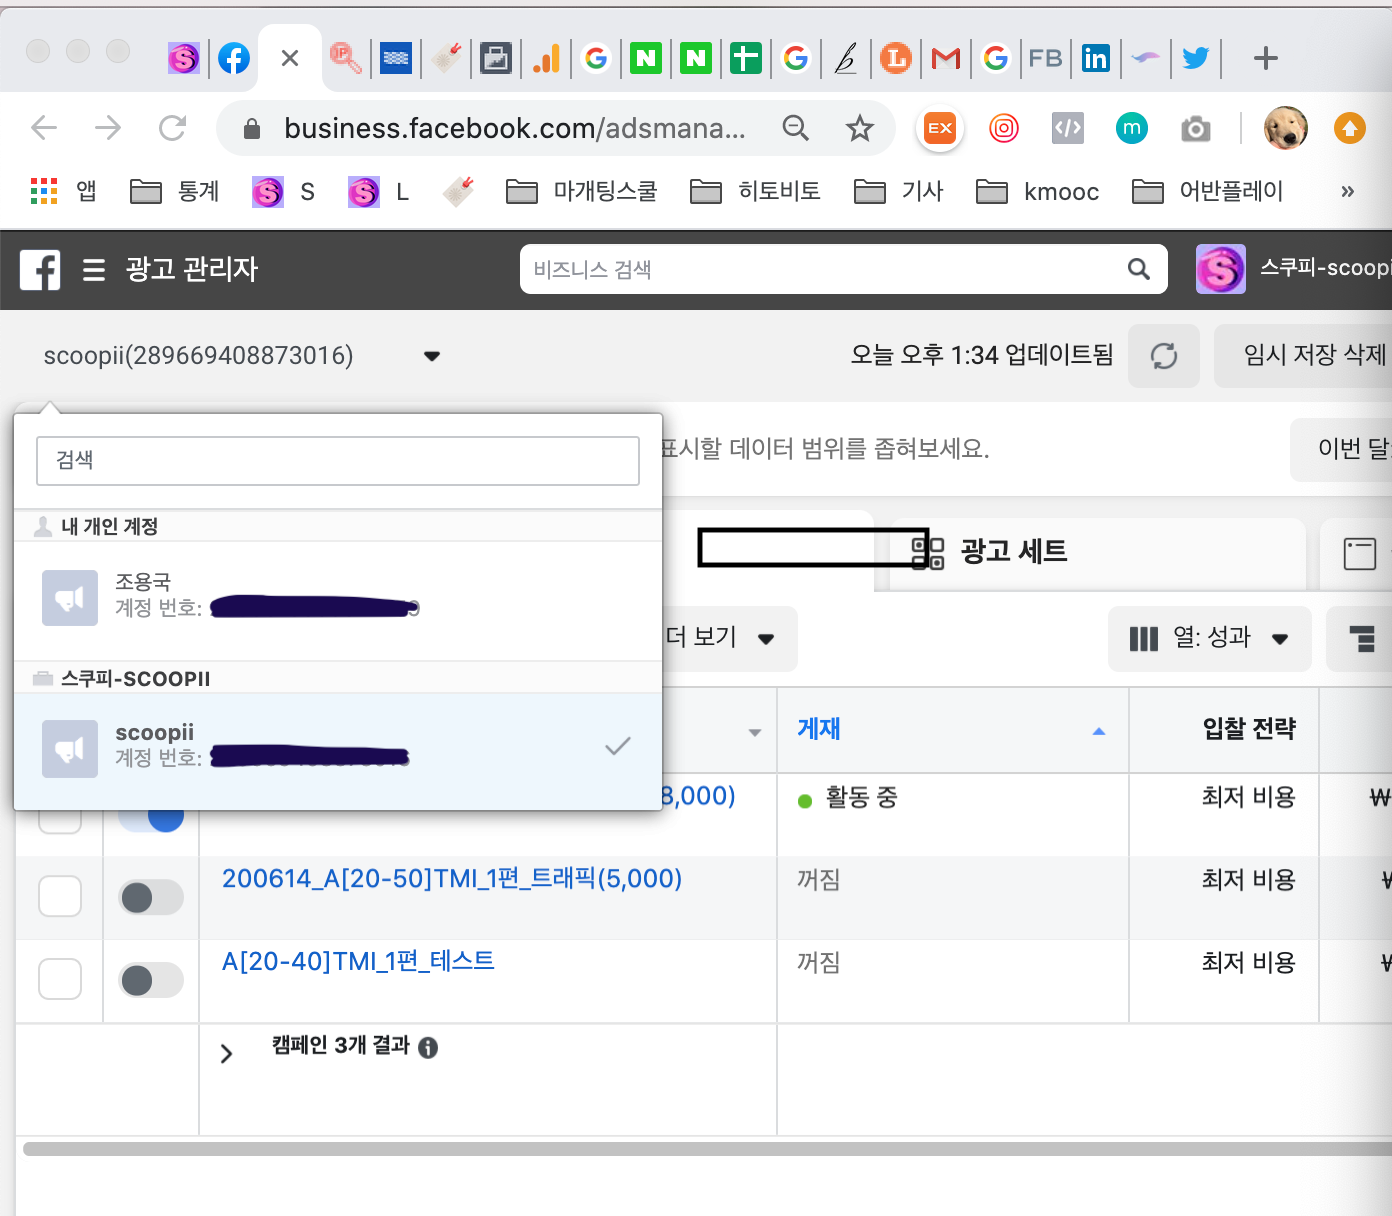 FB
business.facebook.com/adsmana...
EX
m
앱
통계
S
L
마개팅스쿨
히토비토
기사
kmooc
어반플레이
»
광고 관리자
비즈니스 검색
스쿠피-scoopi
scoopii(289669408873016)
오늘 오후 1:34 업데이트됨
임시 저장 삭제
검색
표시할 데이터 범위를 좁혀보세요.
이번 달:
내 개인 계정
조용국
계정 번호:
스쿠피-SCOOPII
scoopii
계정 번호:
광고 세트
더 보기
열: 성과
게재
입찰 전략
8,000)
활동 중
최저 비용
₩
200614_A[20-50]TMI_1편_트래픽(5,000)
꺼짐
최저 비용
₩
A[20-40]TMI_1편_테스트
꺼짐
최저 비용
₩
캠페인 3개 결과